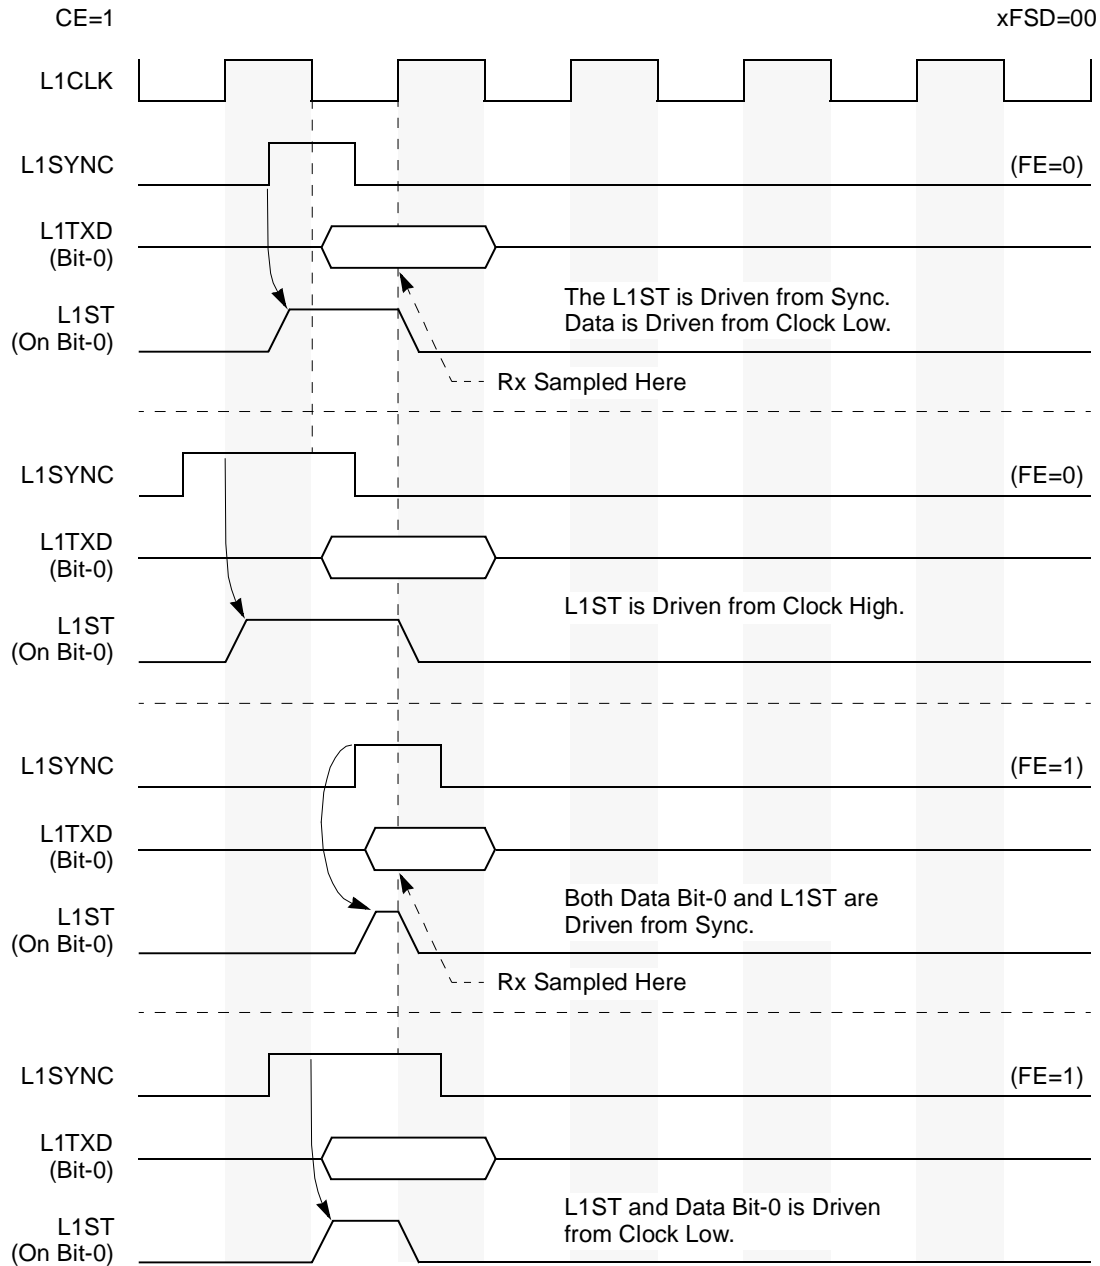 CE=1
xFSD=00
L1CLK
L1SYNC
(FE=0)
L1TXD
(Bit-0)
The L1ST is Driven from Sync.
Data is Driven from Clock Low.
L1ST
(On Bit-0)
Rx Sampled Here
L1SYNC
(FE=0)
L1TXD
(Bit-0)
L1ST is Driven from Clock High.
L1ST
(On Bit-0)
L1SYNC
(FE=1)
L1TXD
(Bit-0)
Both Data Bit-0 and L1ST are
Driven from Sync.
L1ST
(On Bit-0)
Rx Sampled Here
L1SYNC
(FE=1)
L1TXD
(Bit-0)
L1ST and Data Bit-0 is Driven
from Clock Low.
L1ST
(On Bit-0)